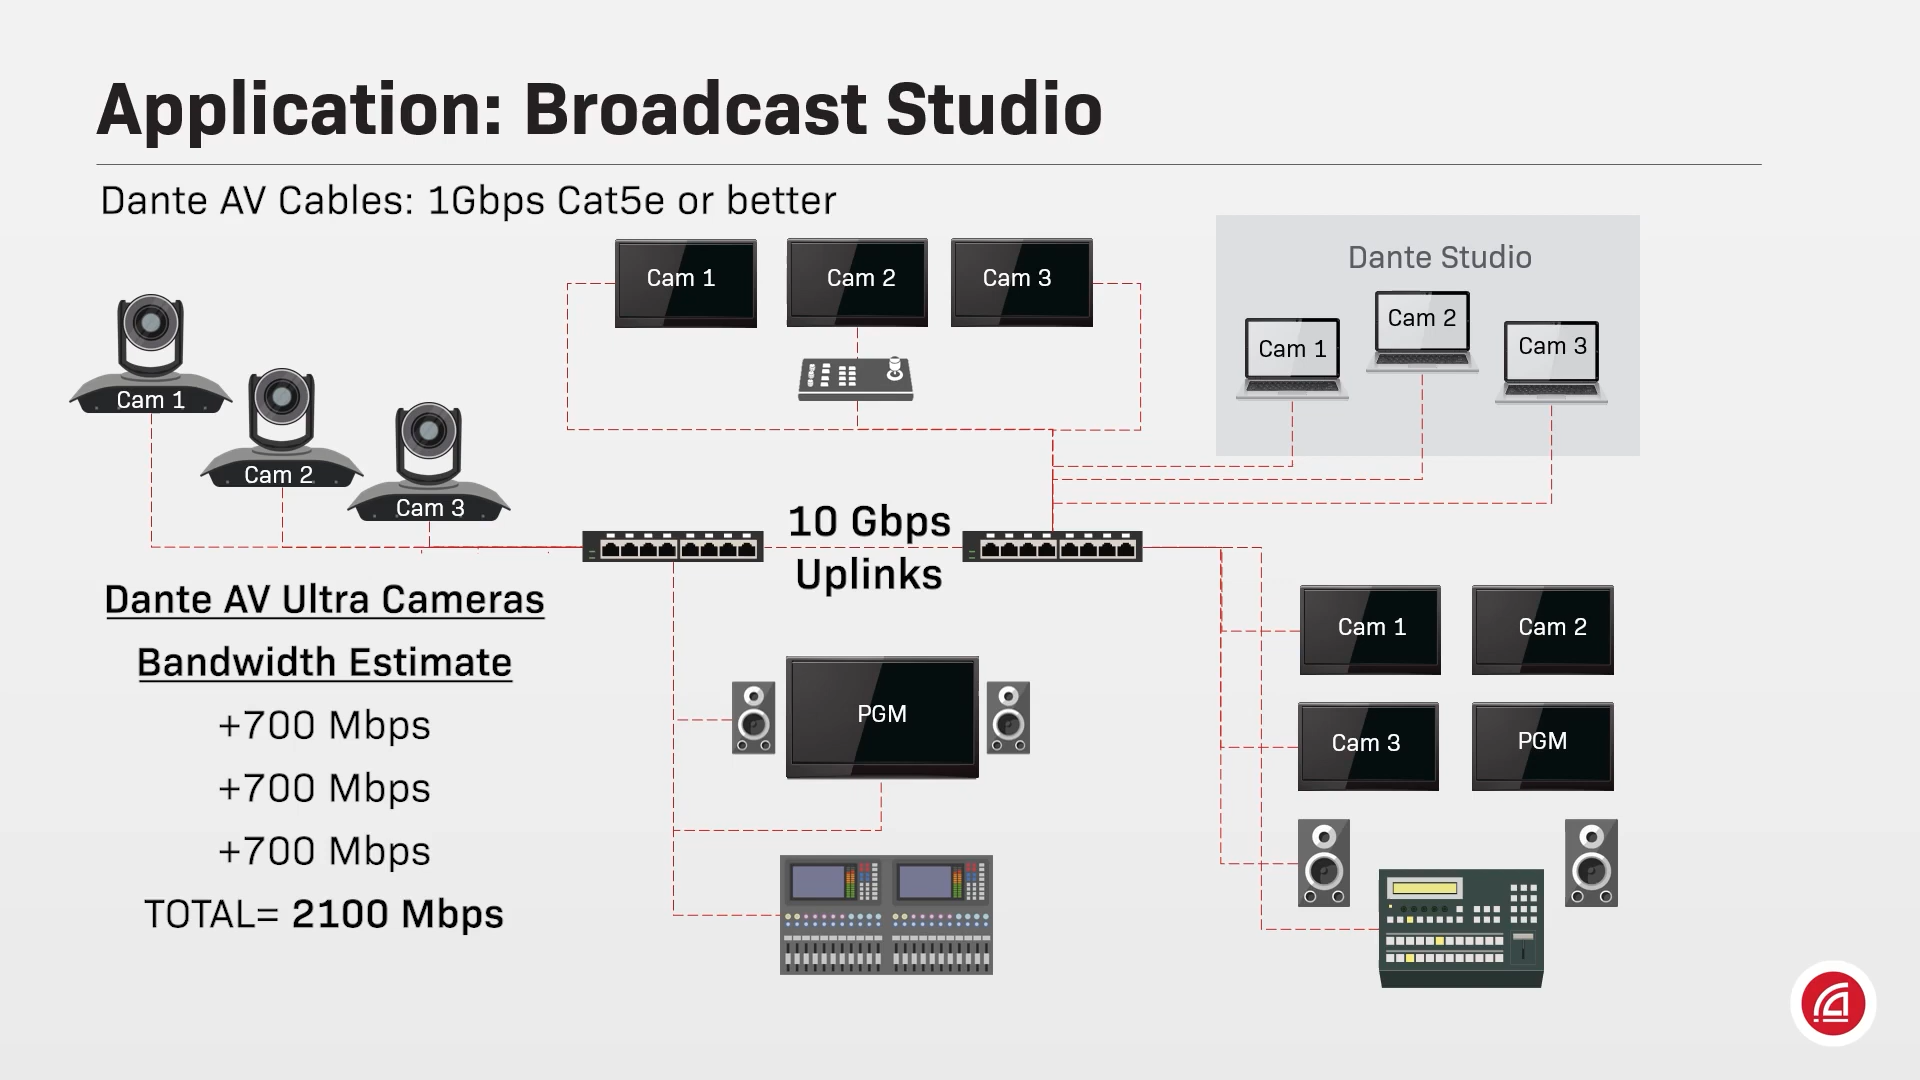 Application: Broadcast Studio
Dante AV Cables: 1Gbps Cat5e or better
Cam 1
Cam 2
Cam 3
Cam 1
Cam 2
Cam 3
Dante Studio
Cam 1
Cam 2
Cam 3
10 Gbps
Uplinks
Dante AV Ultra Cameras
Bandwidth Estimate
+700 Mbps
+700 Mbps
+700 Mbps
TOTAL= 2100 Mbps
PGM
Cam 1
Cam 2
Cam 3
PGM